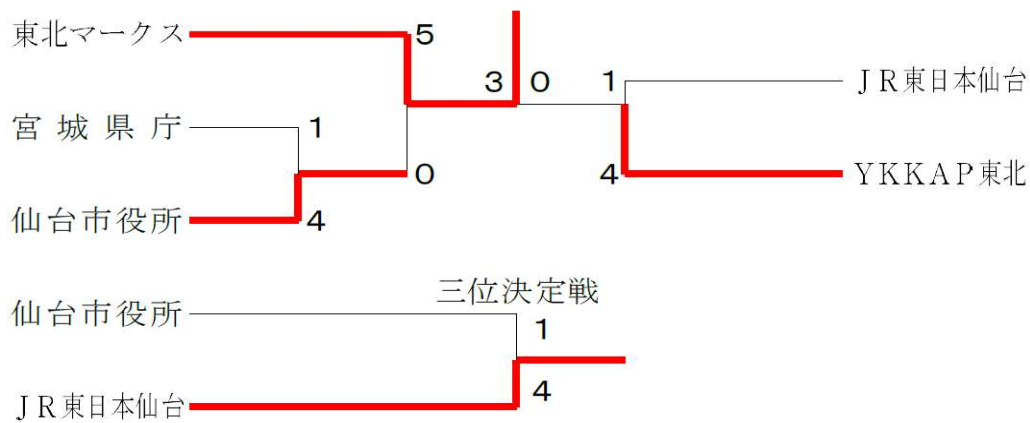 東北マークス
5
3 0
1
JR東日本仙台
宮城県庁
1
0
4
YKKAP東北
仙台市役所
4
仙台市役所
三位決定戦
1
4
JR東日本仙台